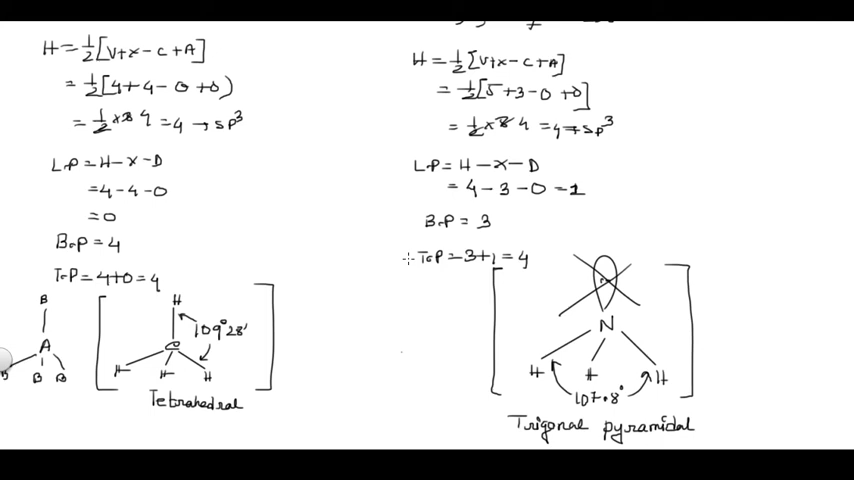 H = 1/2 [V+x-C+A]
= 1/2 [4+4-0+0)
= 1/2 × 8 4 = 4 → SP³
L.P = H-X-D
= 4-4-0
= 0
B.P = 4
T.P = 4+0 = 4
B
A
B
B B
H
C
109°28'
H H H
Tetrahedral
H = 1/2 [V+x-C+A]
= 1/2 [5+3-0+0]
= 1/2 × 8 4 = 4 → SP³
L.P = H-X-D
= 4-3-0 = 1
B.P = 3
T.P = 3+1 = 4
N
H H H
107.8°
Trigonal pyramidal